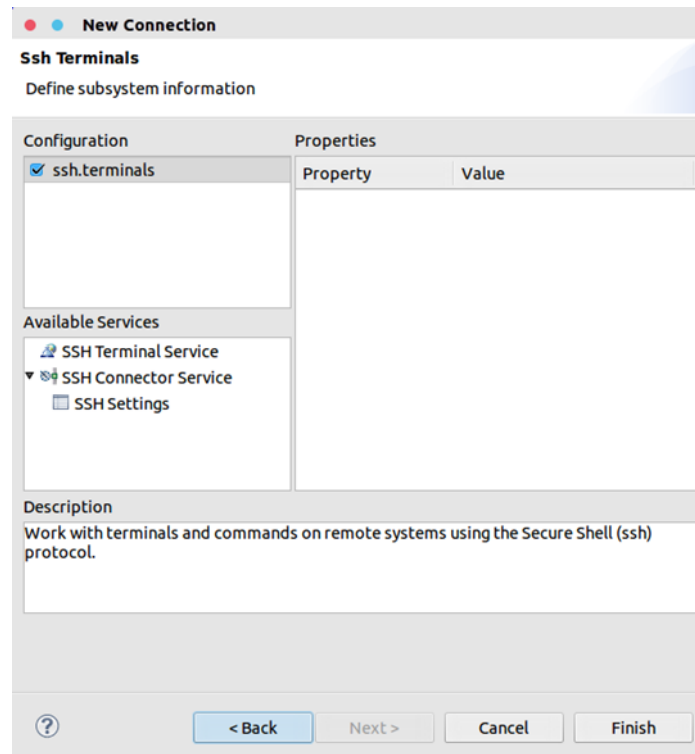 New Connection
Ssh Terminals
Define subsystem information
Configuration
Properties
ssh.terminals
Property Value
Available Services
SSH Terminal Service
SSH Connector Service
SSH Settings
Description
Work with terminals and commands on remote systems using the Secure Shell (ssh)
protocol.
? < Back Next > Cancel Finish